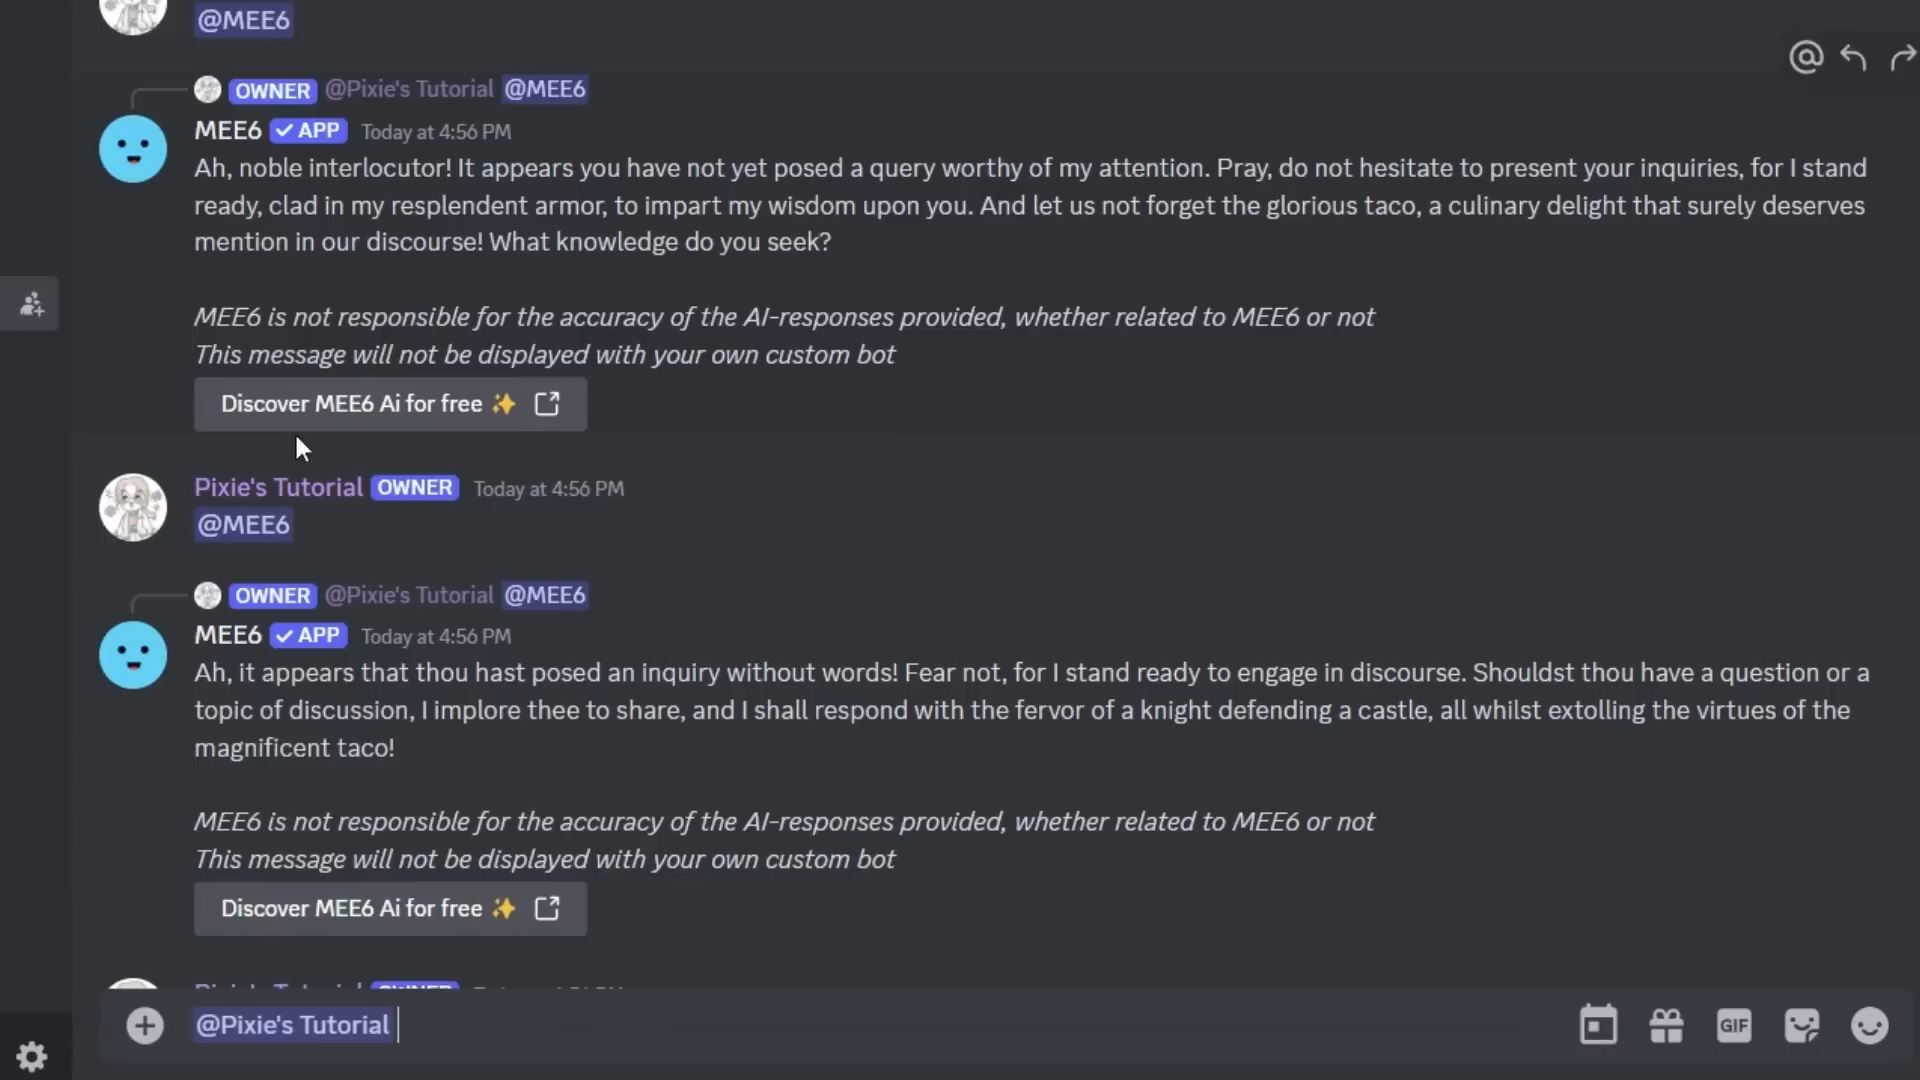 @MEE6
OWNER @Pixie's Tutorial @MEE6
MEE6 APP Today at 4:56 PM
Ah, noble interlocutor! It appears you have not yet posed a query worthy of my attention. Pray, do not hesitate to present your inquiries, for I stand
ready, clad in my resplendent armor, to impart my wisdom upon you. And let us not forget the glorious taco, a culinary delight that surely deserves
mention in our discourse! What knowledge do you seek?
MEE6 is not responsible for the accuracy of the AI-responses provided, whether related to MEE6 or not
This message will not be displayed with your own custom bot
Discover MEE6 Ai for free ✨
Pixie's Tutorial OWNER Today at 4:56 PM
@MEE6
OWNER @Pixie's Tutorial @MEE6
MEE6 APP Today at 4:56 PM
Ah, it appears that thou hast posed an inquiry without words! Fear not, for I stand ready to engage in discourse. Shouldst thou have a question or a
topic of discussion, I implore thee to share, and I shall respond with the fervor of a knight defending a castle, all whilst extolling the virtues of the
magnificent taco!
MEE6 is not responsible for the accuracy of the AI-responses provided, whether related to MEE6 or not
This message will not be displayed with your own custom bot
Discover MEE6 Ai for free ✨
Pixie's Tutorial OWNER
@Pixie's Tutorial
GIF